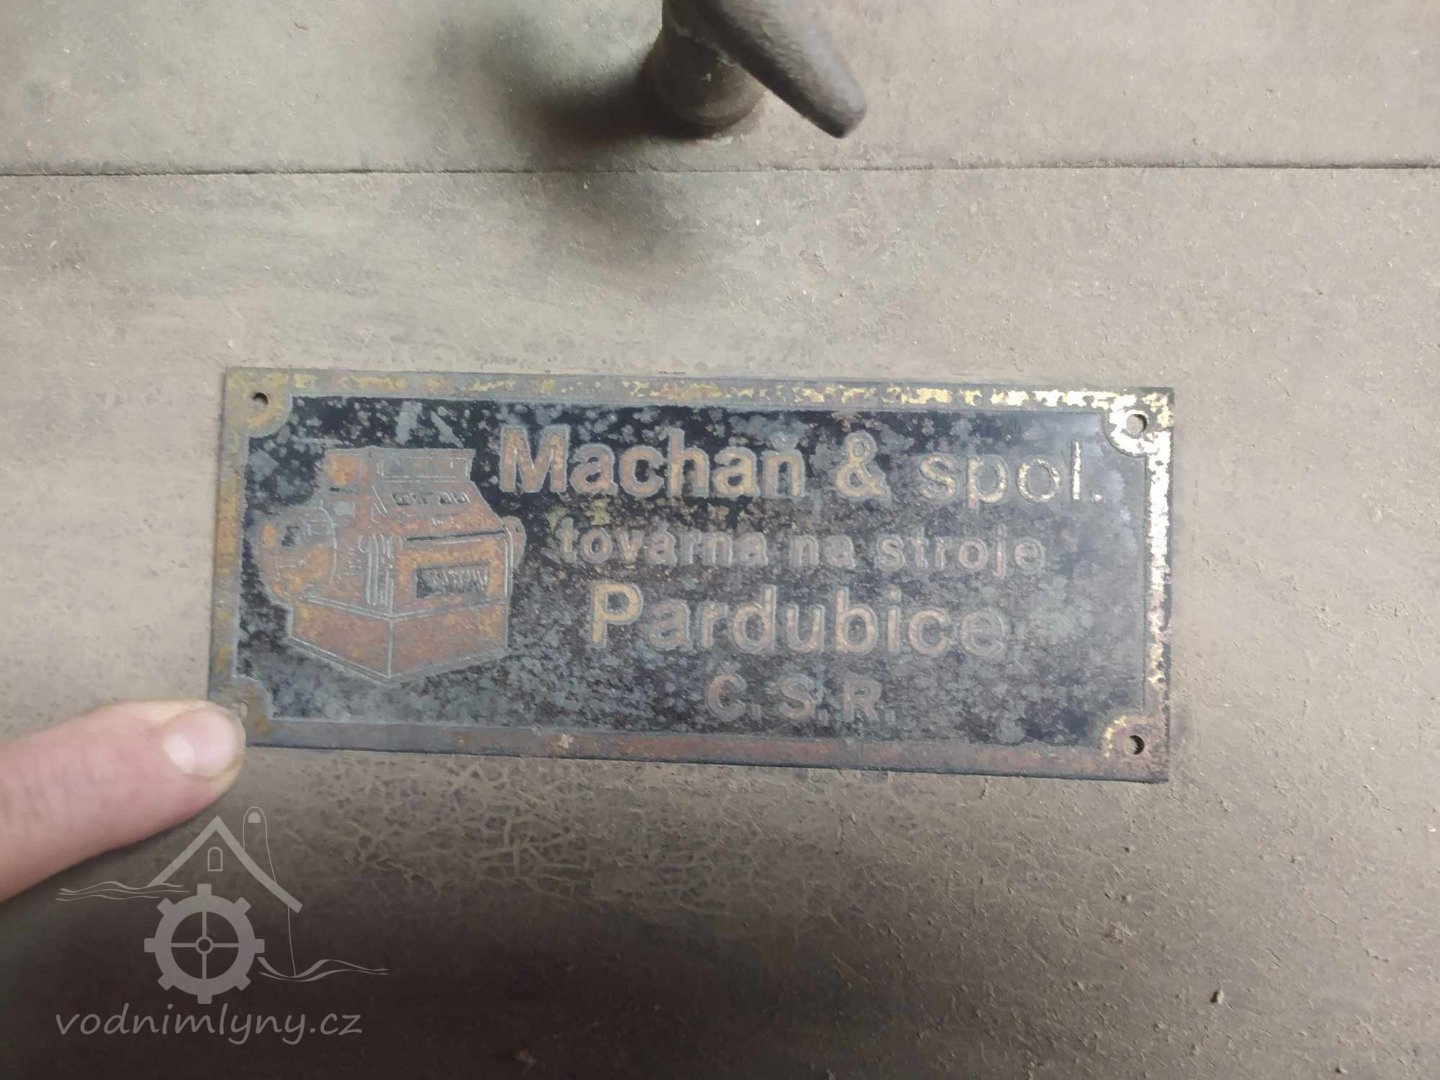 Machaň & spol.
továrna na stroje
Pardubice
Č.S.R.
vodnimlyny.cz